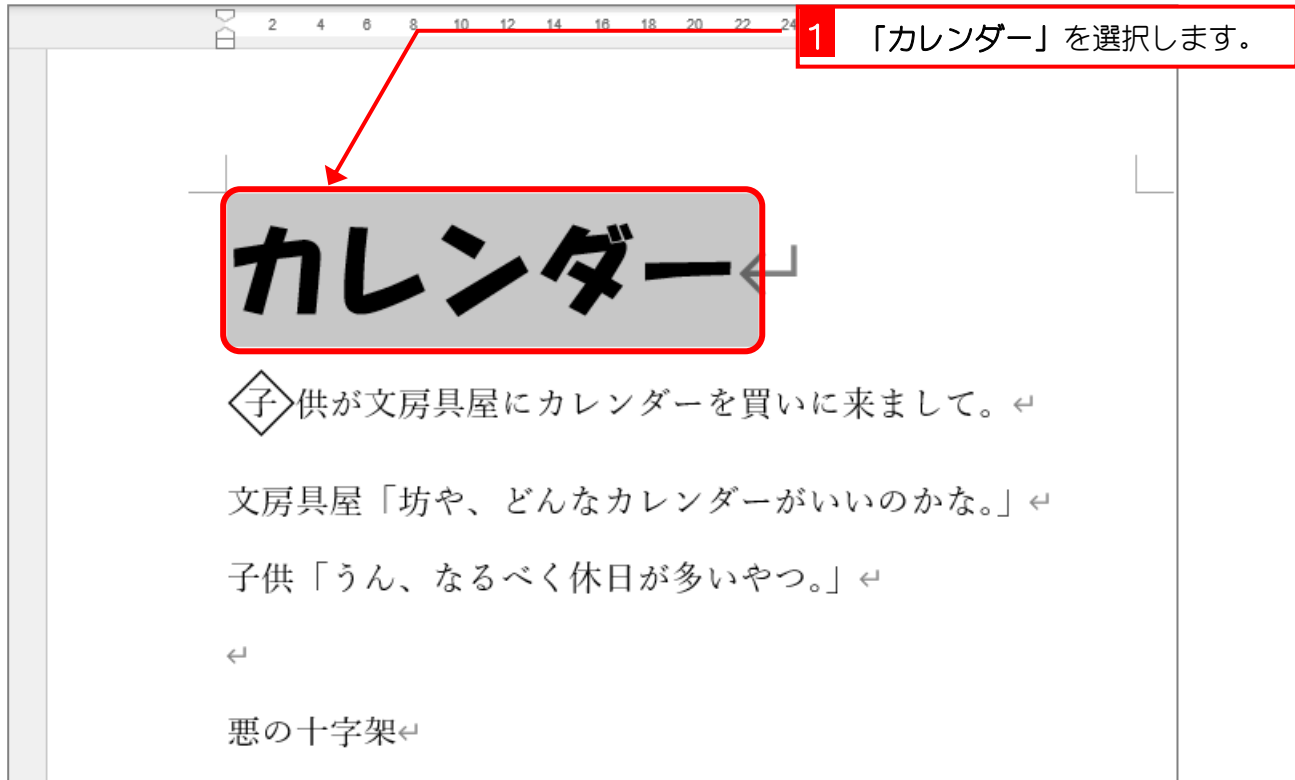 2 4 6 8 10 12 14 16 18 20 22 24
1 「カレンダー」を選択します。
カレンダー↵
子供が文房具屋にカレンダーを買いに来まして。↵
文房具屋「坊や、どんなカレンダーがいいのかな。」↵
子供「うん、なるべく休日が多いやつ。」↵
↵
悪の十字架↵